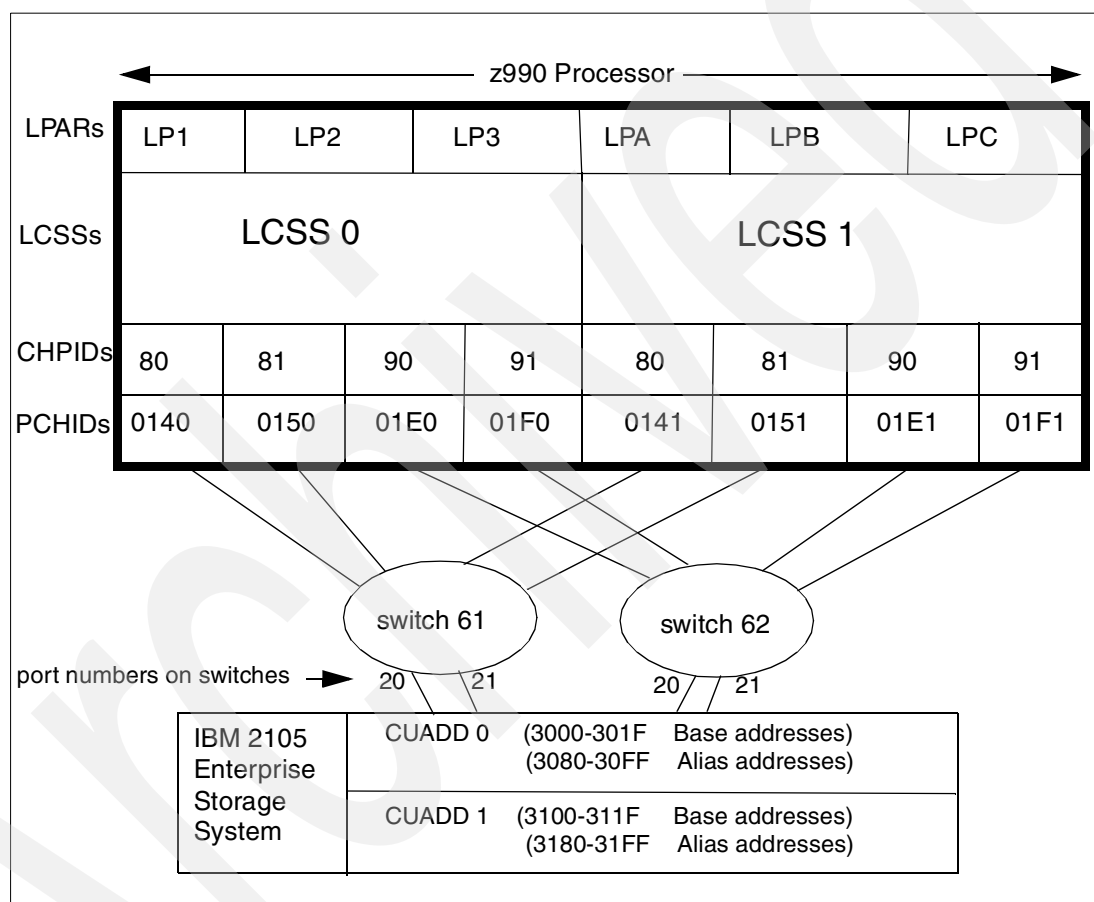 z990 Processor
LPARs LP1 LP2 LP3 LPA LPB LPC
LCSSs LCSS 0 LCSS 1
CHPIDs 80 81 90 91 80 81 90 91
PCHIDs 0140 0150 01E0 01F0 0141 0151 01E1 01F1
switch 61 switch 62
port numbers on switches 20 21 20 21
IBM 2105 Enterprise Storage System
CUADD 0 (3000-301F Base addresses)
(3080-30FF Alias addresses)
CUADD 1 (3100-311F Base addresses)
(3180-31FF Alias addresses)